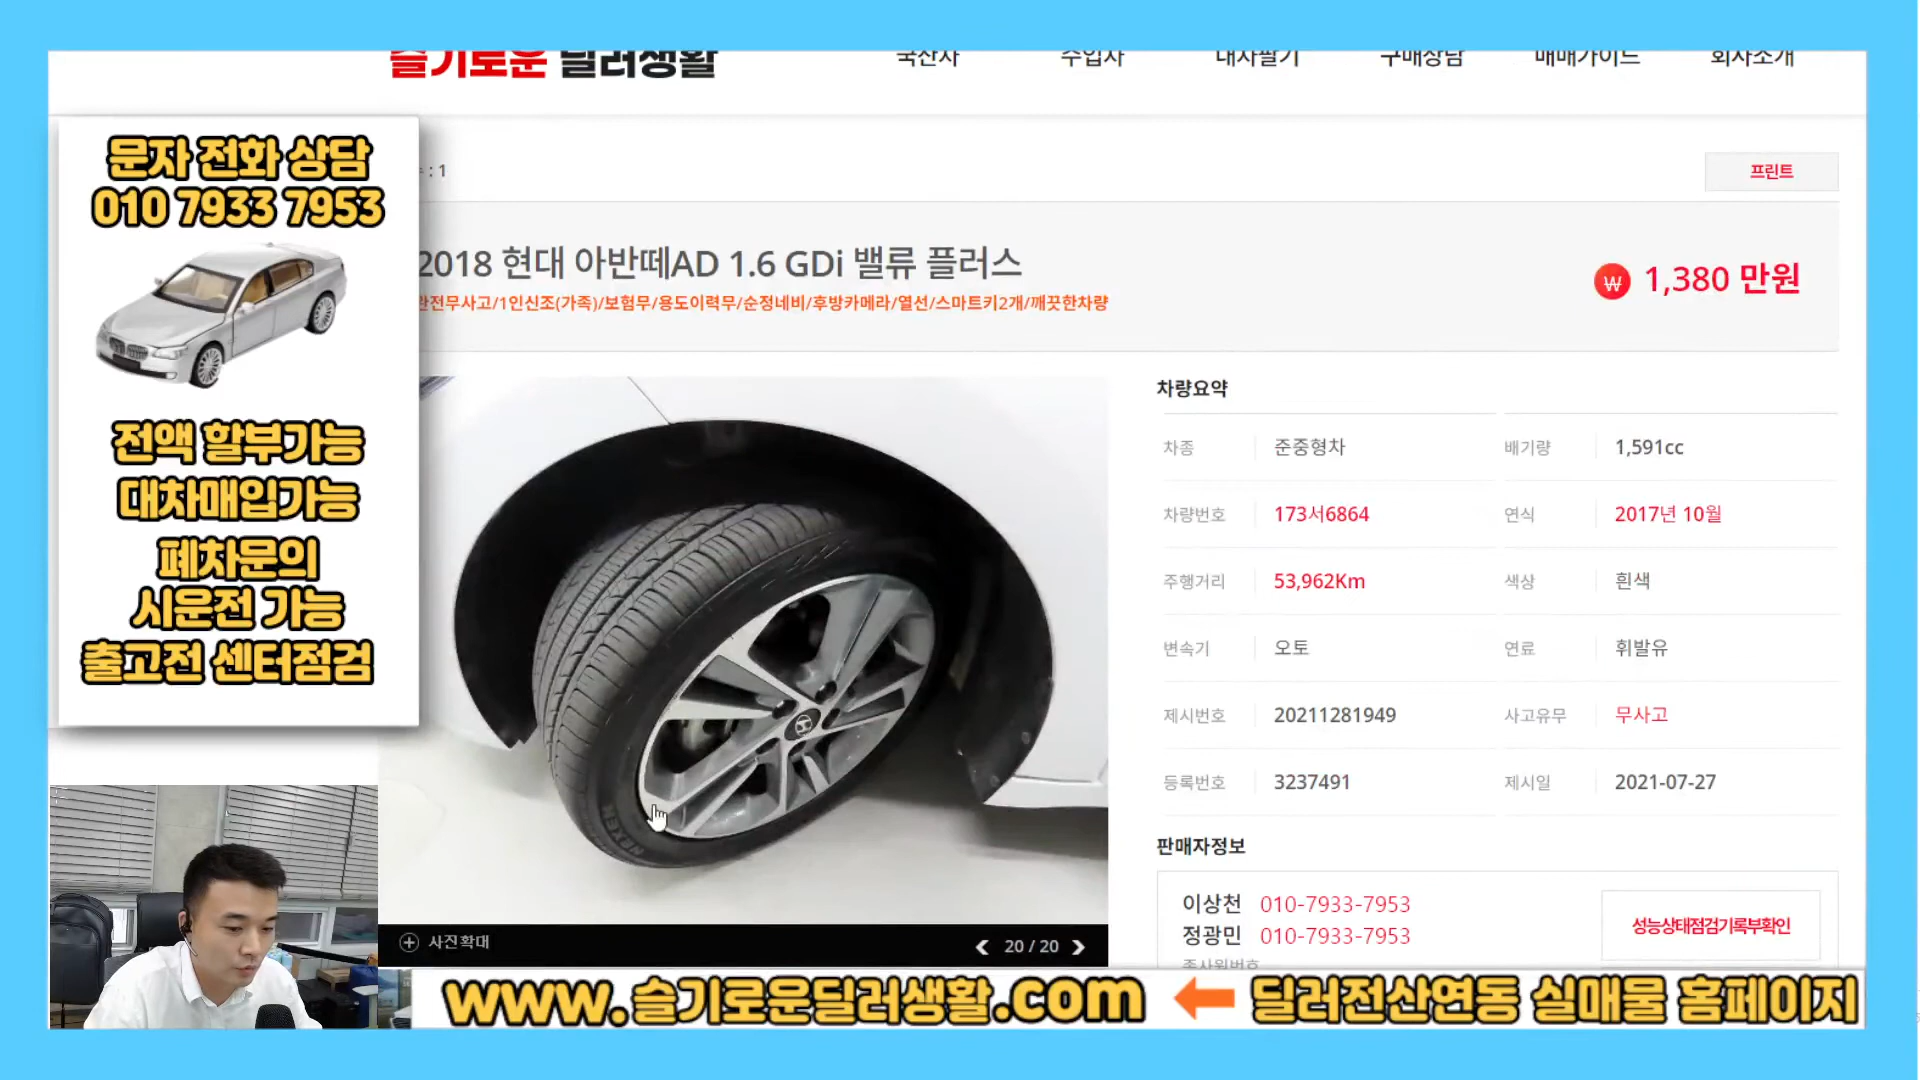 슬기로운 딜러생활
국산차 수입차 내차팔기 구매상담 매매가이드 회사소개
문자 전화 상담
010 7933 7953
전액 할부가능
대차매입가능
폐차문의
시운전 가능
출고전 센터점검
: 1
프린트
2018 현대 아반떼AD 1.6 GDi 밸류 플러스
완전무사고/1인신조(가족)/보험무/용도이력무/순정네비/후방카메라/열선/스마트키2개/깨끗한차량
₩ 1,380 만원
차량요약
차종 준중형차 배기량 1,591cc
차량번호 173서6864 연식 2017년 10월
주행거리 53,962Km 색상 흰색
변속기 오토 연료 휘발유
제시번호 20211281949 사고유무 무사고
등록번호 3237491 제시일 2021-07-27
판매자정보
이상천 010-7933-7953
정광민 010-7933-7953
종사원번호
성능상태점검기록부확인
NEXEN
사진확대
20 / 20
www.슬기로운딜러생활.com
딜러전산연동 실매물 홈페이지